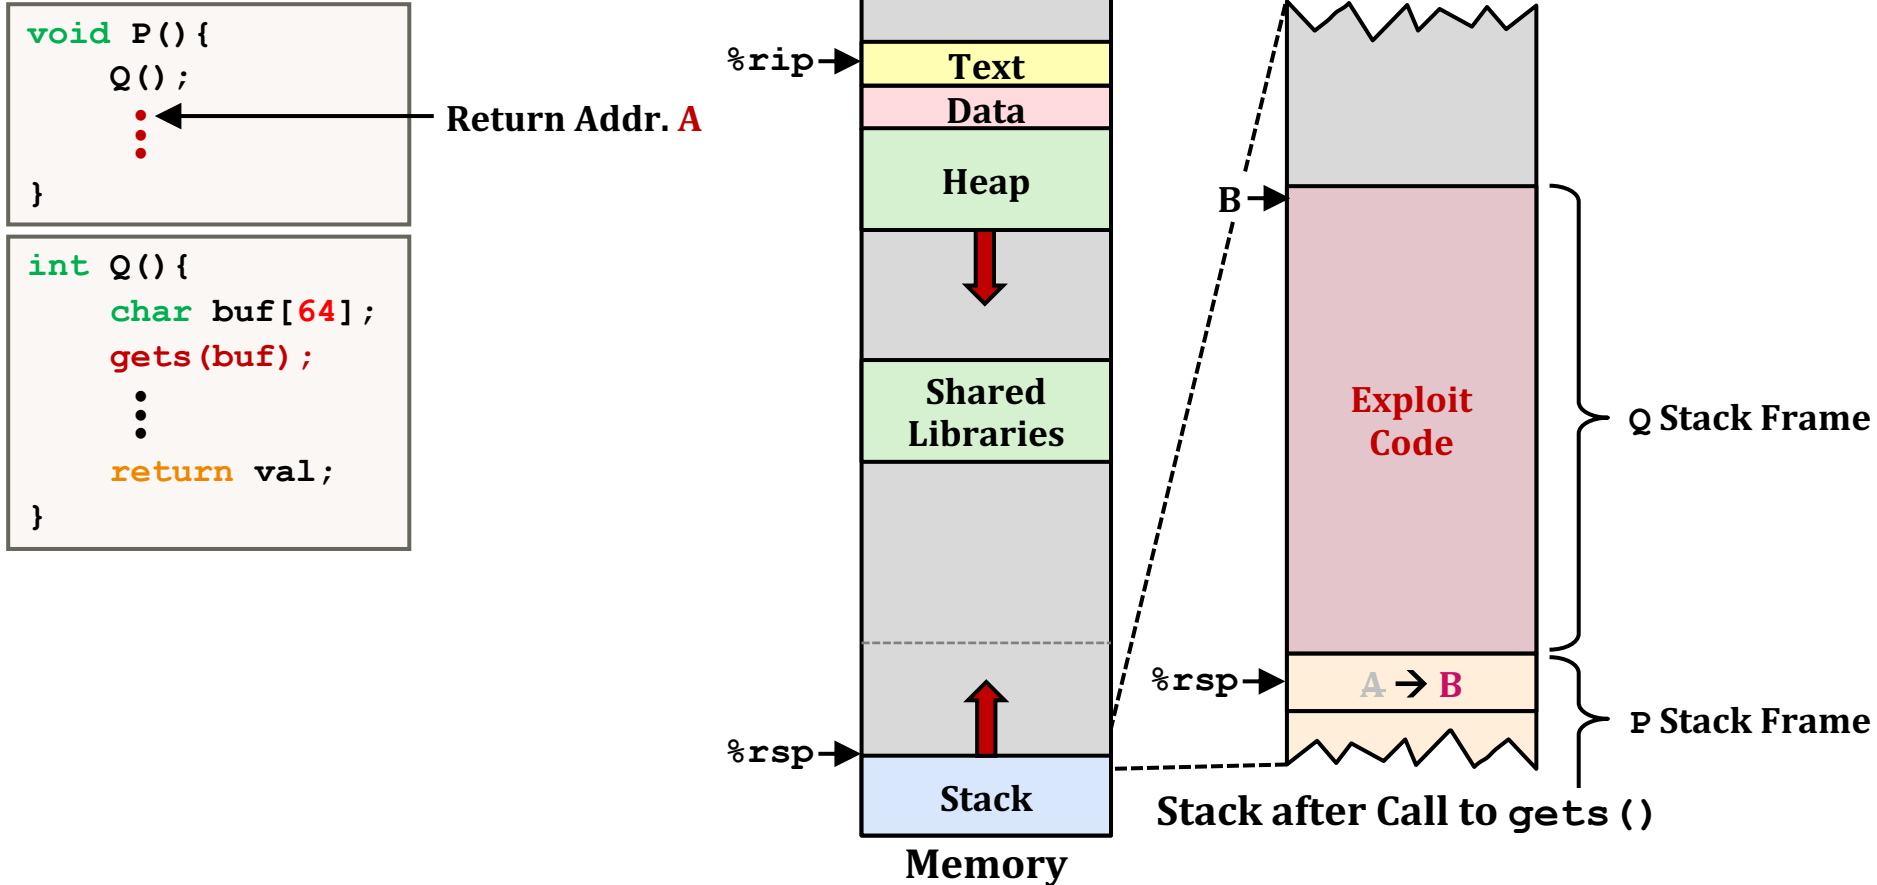 void P(){
Q();
}
Return Addr. A
int Q(){
char buf[64];
gets(buf);
return val;
}
%rip
Text
Data
Heap
Shared
Libraries
%rsp
Stack
Memory
B
Exploit
Code
%rsp
A → B
Q Stack Frame
P Stack Frame
Stack after Call to gets()